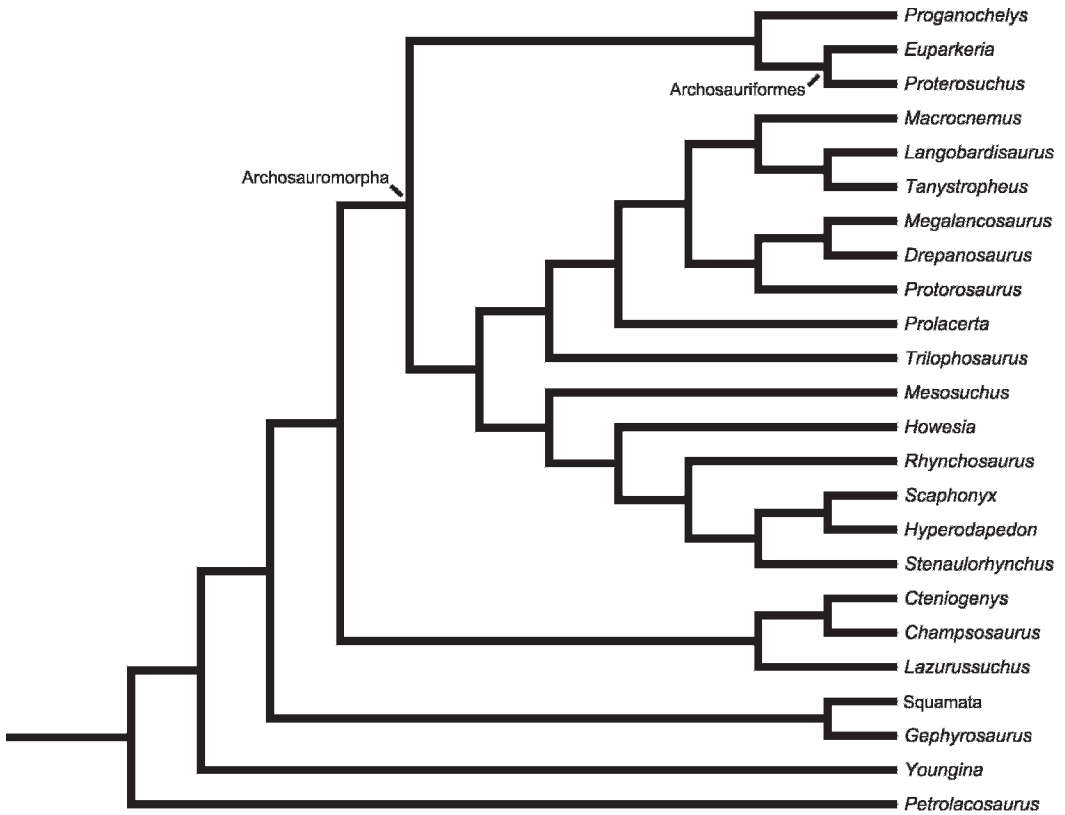 Proganochelys
Euparkeria
Archosauriformes
Proterosuchus
Macrocnemus
Langobardisaurus
Archosauromorpha
Tanystropheus
Megalancosaurus
Drepanosaurus
Protorosaurus
Prolacerta
Trilophosaurus
Mesosuchus
Howesia
Rhynchosaurus
Scaphonyx
Hyperodapedon
Stenaulorhynchus
Cteniogenys
Champsosaurus
Lazurussuchus
Squamata
Gephyrosaurus
Youngina
Petrolacosaurus